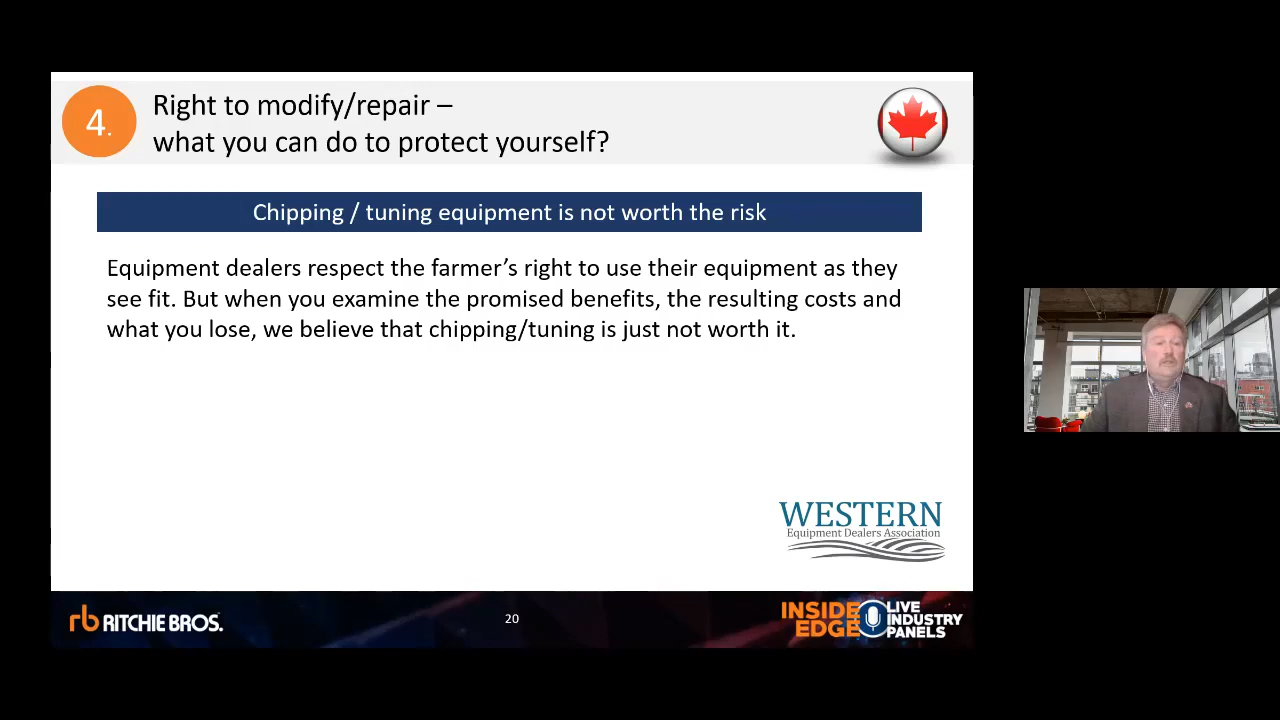 4.
Right to modify/repair –
what you can do to protect yourself?
Chipping / tuning equipment is not worth the risk
Equipment dealers respect the farmer’s right to use their equipment as they
see fit. But when you examine the promised benefits, the resulting costs and
what you lose, we believe that chipping/tuning is just not worth it.
WESTERN
Equipment Dealers Association
rb RITCHIE BROS.
20
INSIDE
EDGE
LIVE
INDUSTRY
PANELS